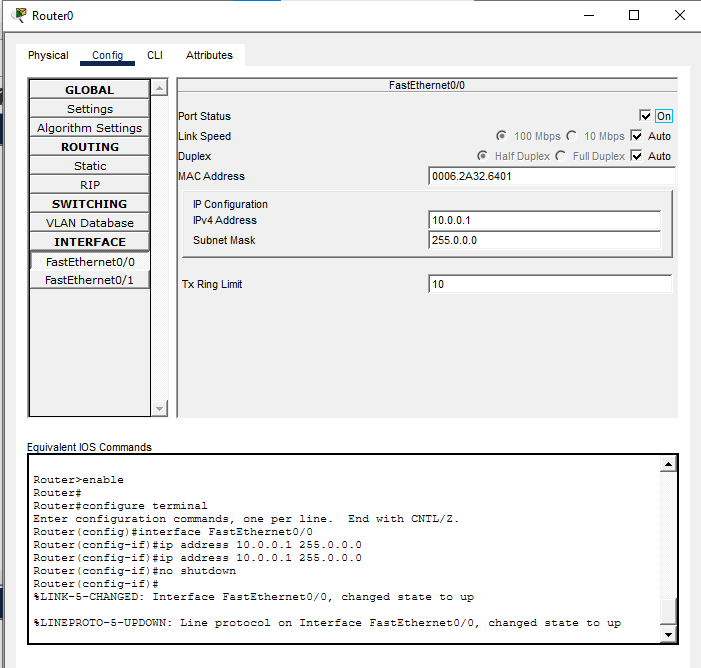 Router0
Physical Config CLI Attributes
GLOBAL
Settings
Algorithm Settings
ROUTING
Static
RIP
SWITCHING
VLAN Database
INTERFACE
FastEthernet0/0
FastEthernet0/1
FastEthernet0/0
Port Status On
Link Speed 100 Mbps 10 Mbps Auto
Duplex Half Duplex Full Duplex Auto
MAC Address 0006.2A32.6401
IP Configuration
IPv4 Address 10.0.0.1
Subnet Mask 255.0.0.0
Tx Ring Limit 10
Equivalent IOS Commands
Router>enable
Router#
Router#configure terminal
Enter configuration commands, one per line.  End with CNTL/Z.
Router(config)#interface FastEthernet0/0
Router(config-if)#ip address 10.0.0.1 255.0.0.0
Router(config-if)#ip address 10.0.0.1 255.0.0.0
Router(config-if)#no shutdown
Router(config-if)#
%LINK-5-CHANGED: Interface FastEthernet0/0, changed state to up
%LINEPROTO-5-UPDOWN: Line protocol on Interface FastEthernet0/0, changed state to up